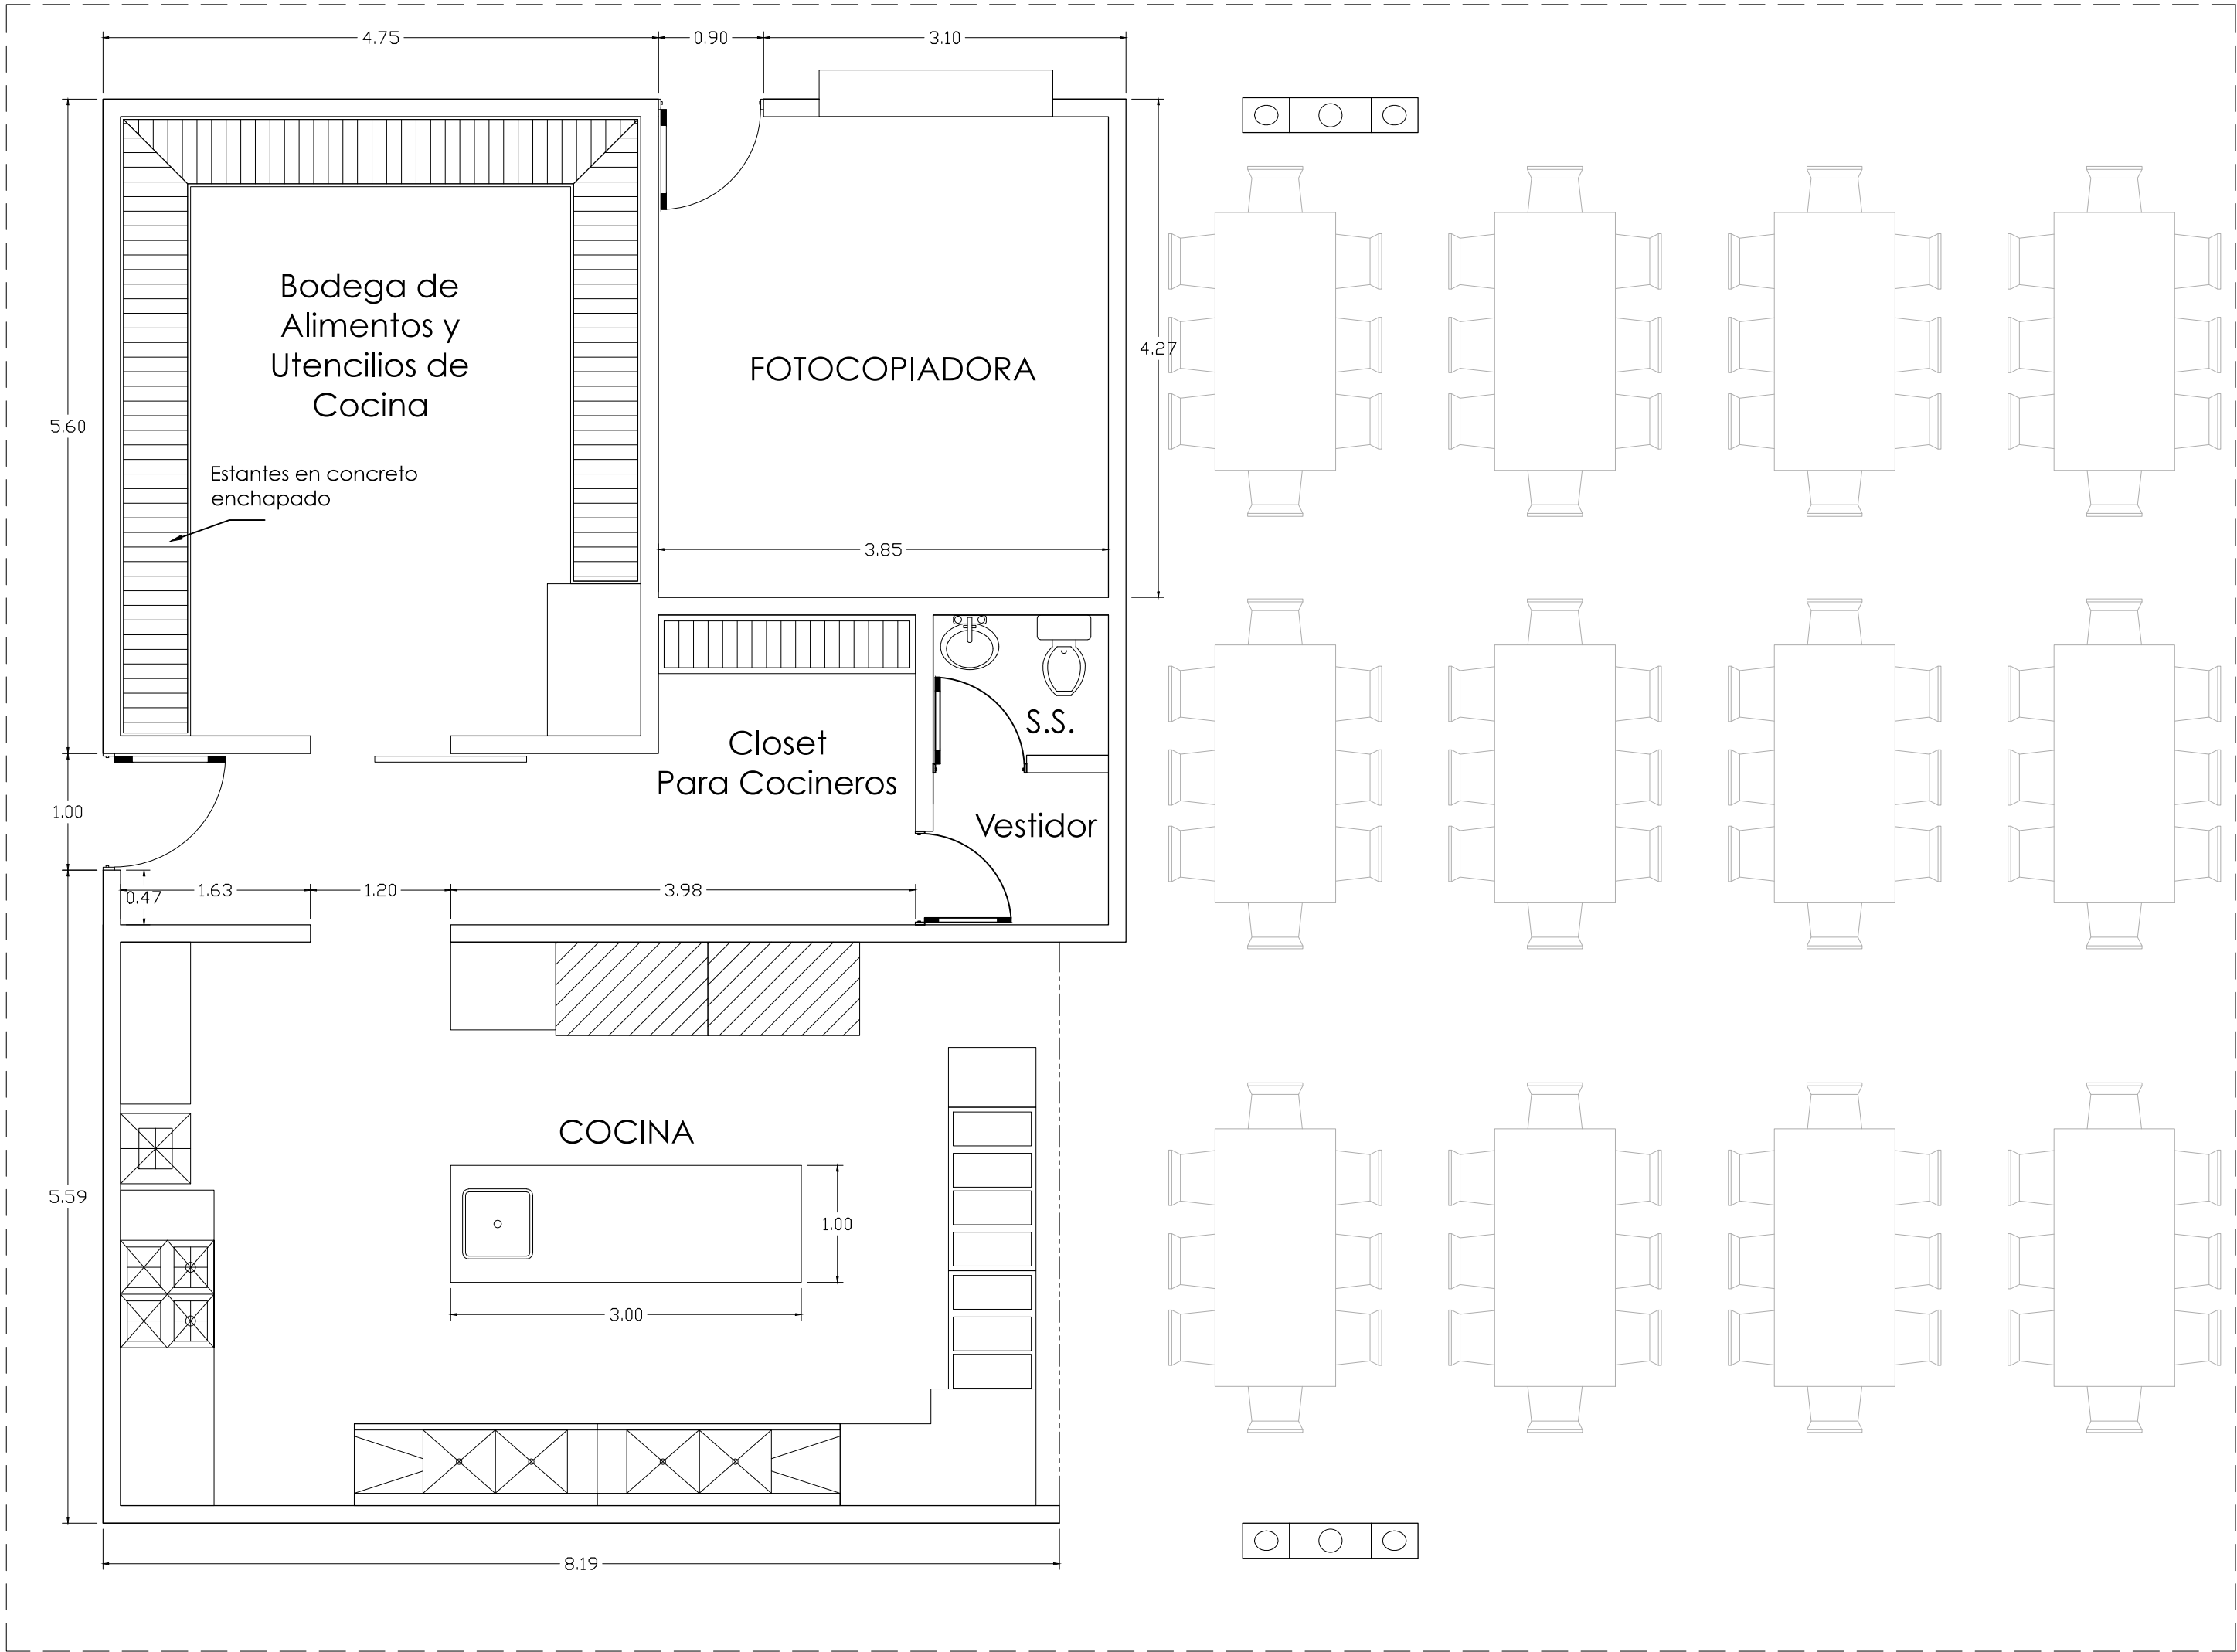 4.75
0.90
3.10
Bodega de
Alimentos y
Utencilios de
Cocina
FOTOCOPIADORA
4.27
5.60
Estantes en concreto
enchapado
3.85
S.S.
Closet
Para Cocineros
1.00
Vestidor
0.47
1.63
1.20
3.98
COCINA
5.59
1.00
3.00
8.19